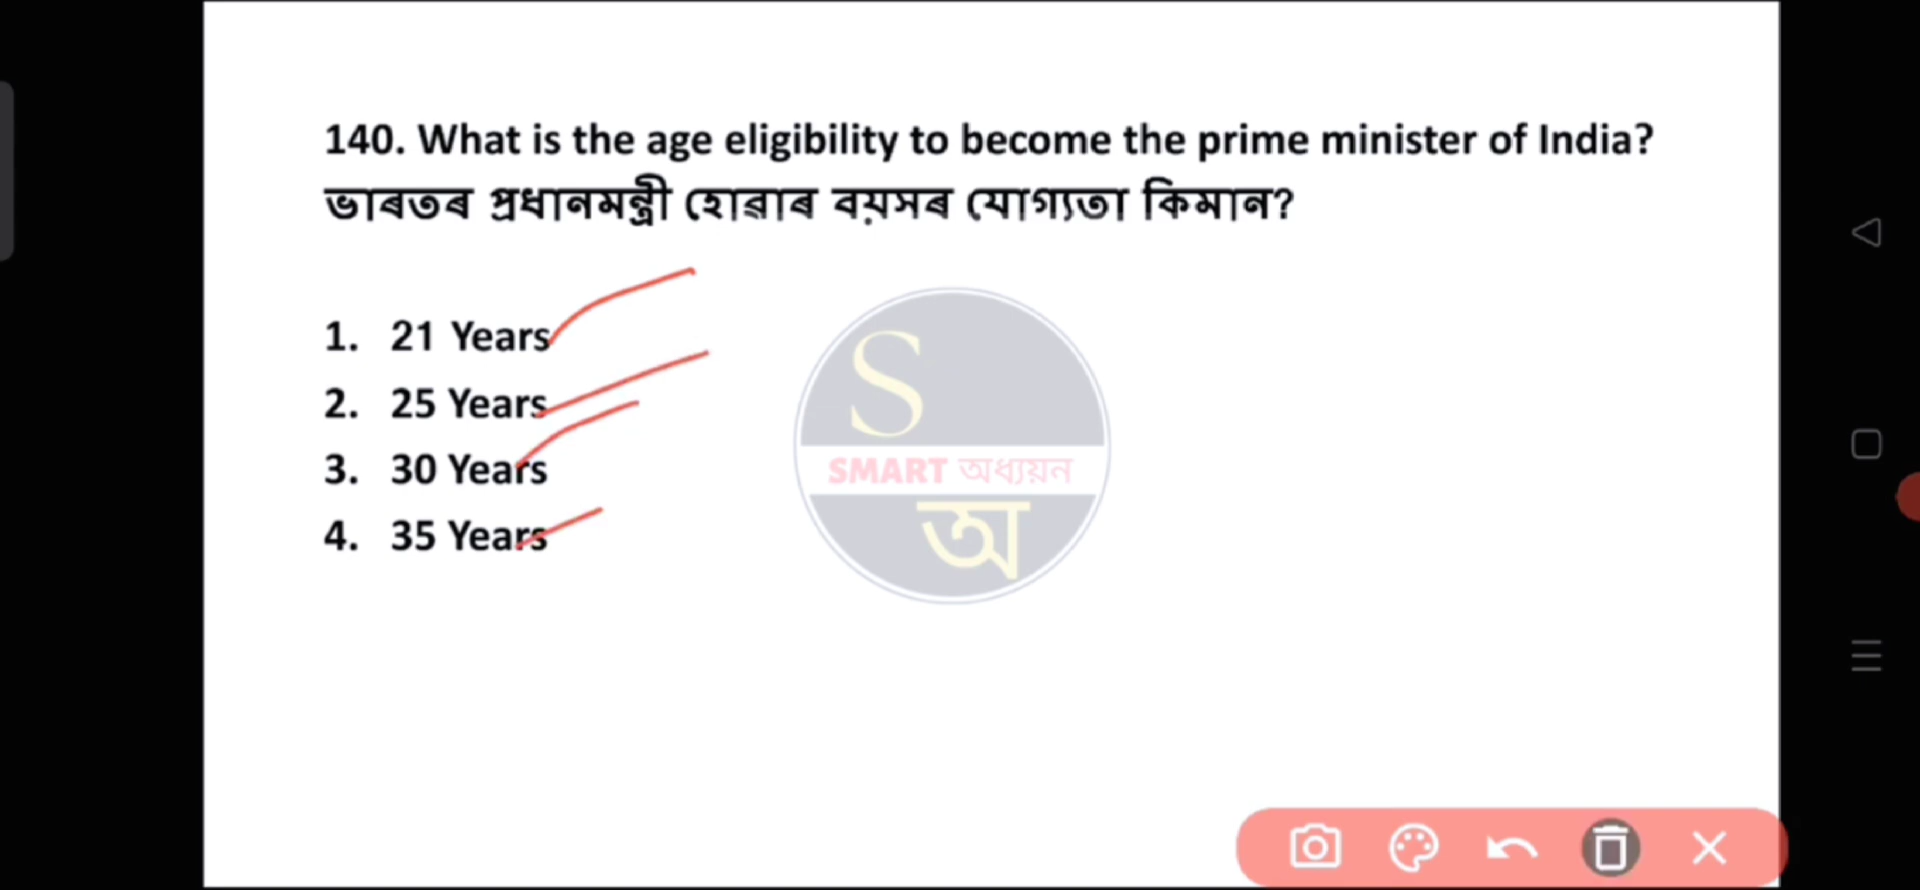 140. What is the age eligibility to become the prime minister of India?
ভাৰতৰ প্ৰধানমন্ত্ৰী হোৱাৰ বয়সৰ যোগ্যতা কিমান?
1. 21 Years
2. 25 Years
3. 30 Years
4. 35 Years
S
SMART অধ্যয়ন
অ